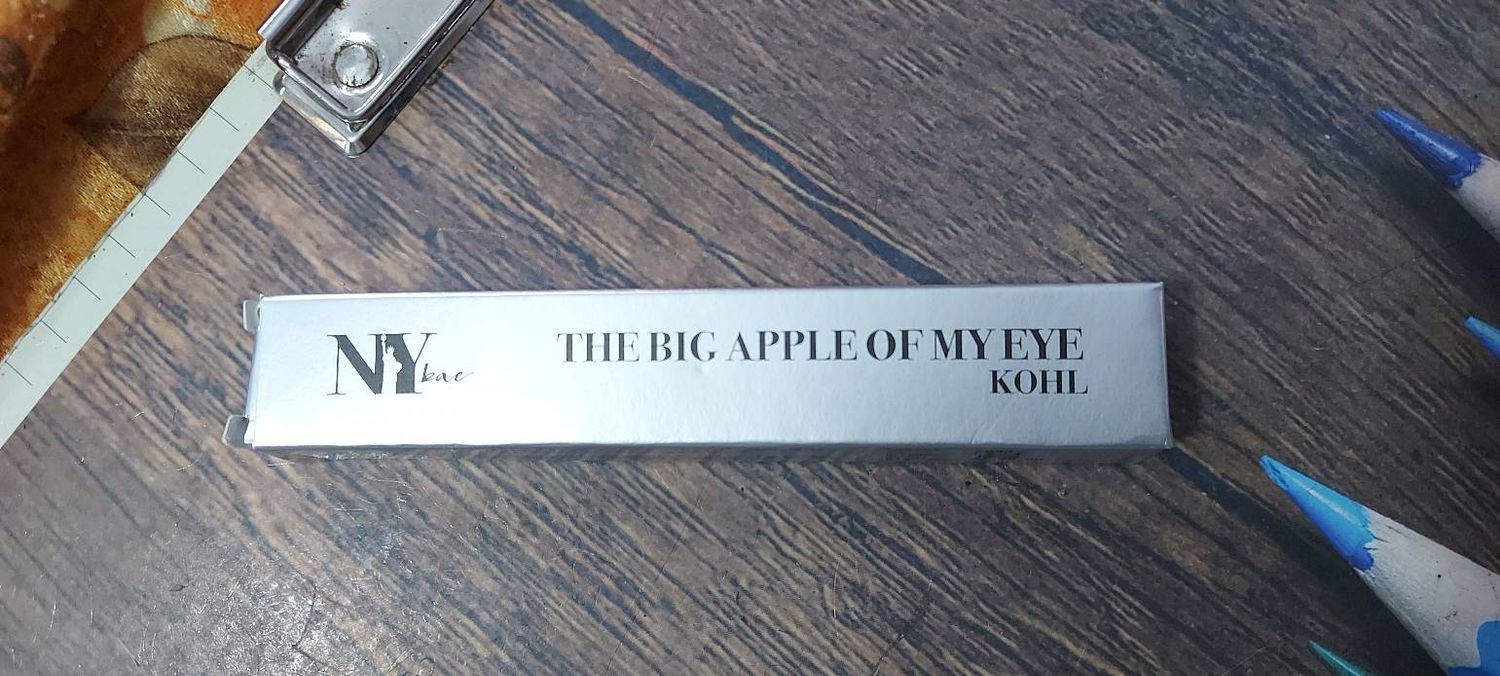 NY bae
THE BIG APPLE OF MY EYE
KOHL